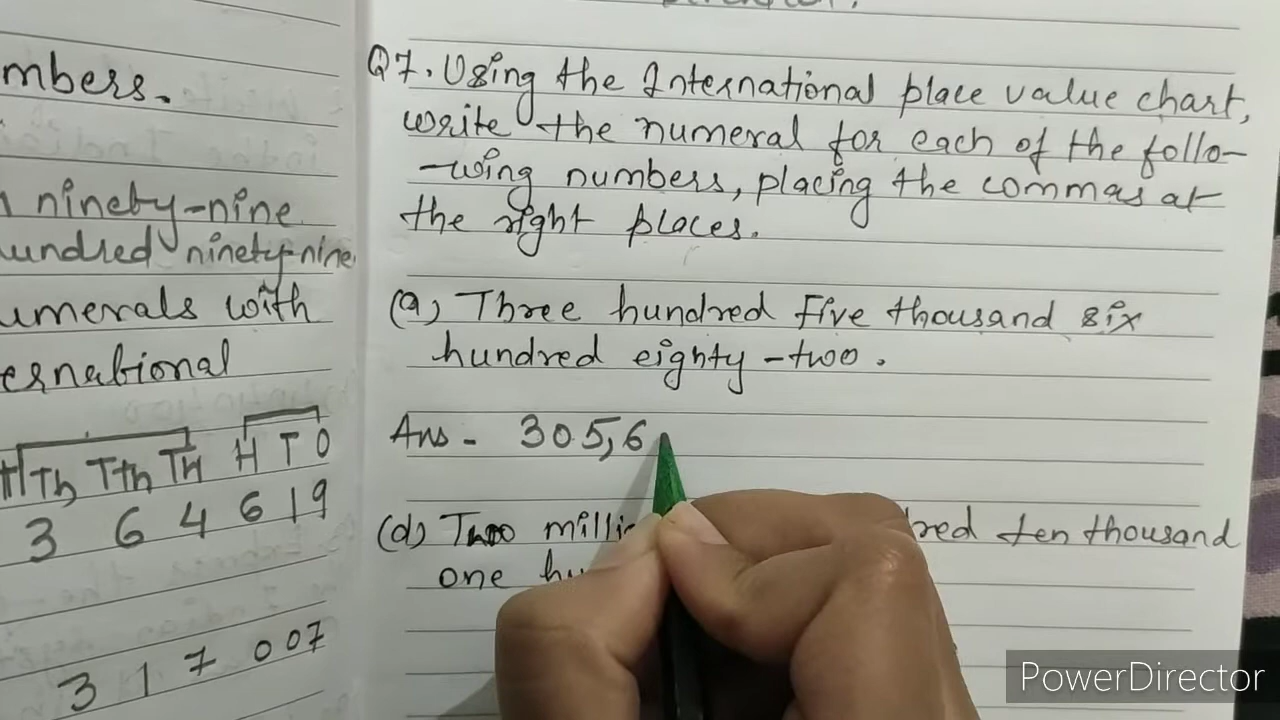 mbers.
ninety-nine
undred ninety-nine
umerals with
ernational
HTh TTh TH H T O
3 6 4 6 1 9
3 1 7 0 0 7
Q7. Using the International place value chart,
write the numeral for each of the follo-
-wing numbers, placing the commas at
the right places.
(a) Three hundred five thousand six
hundred eighty-two.
Ans - 305,6
(d) Two milli red ten thousand
one hu
PowerDirector